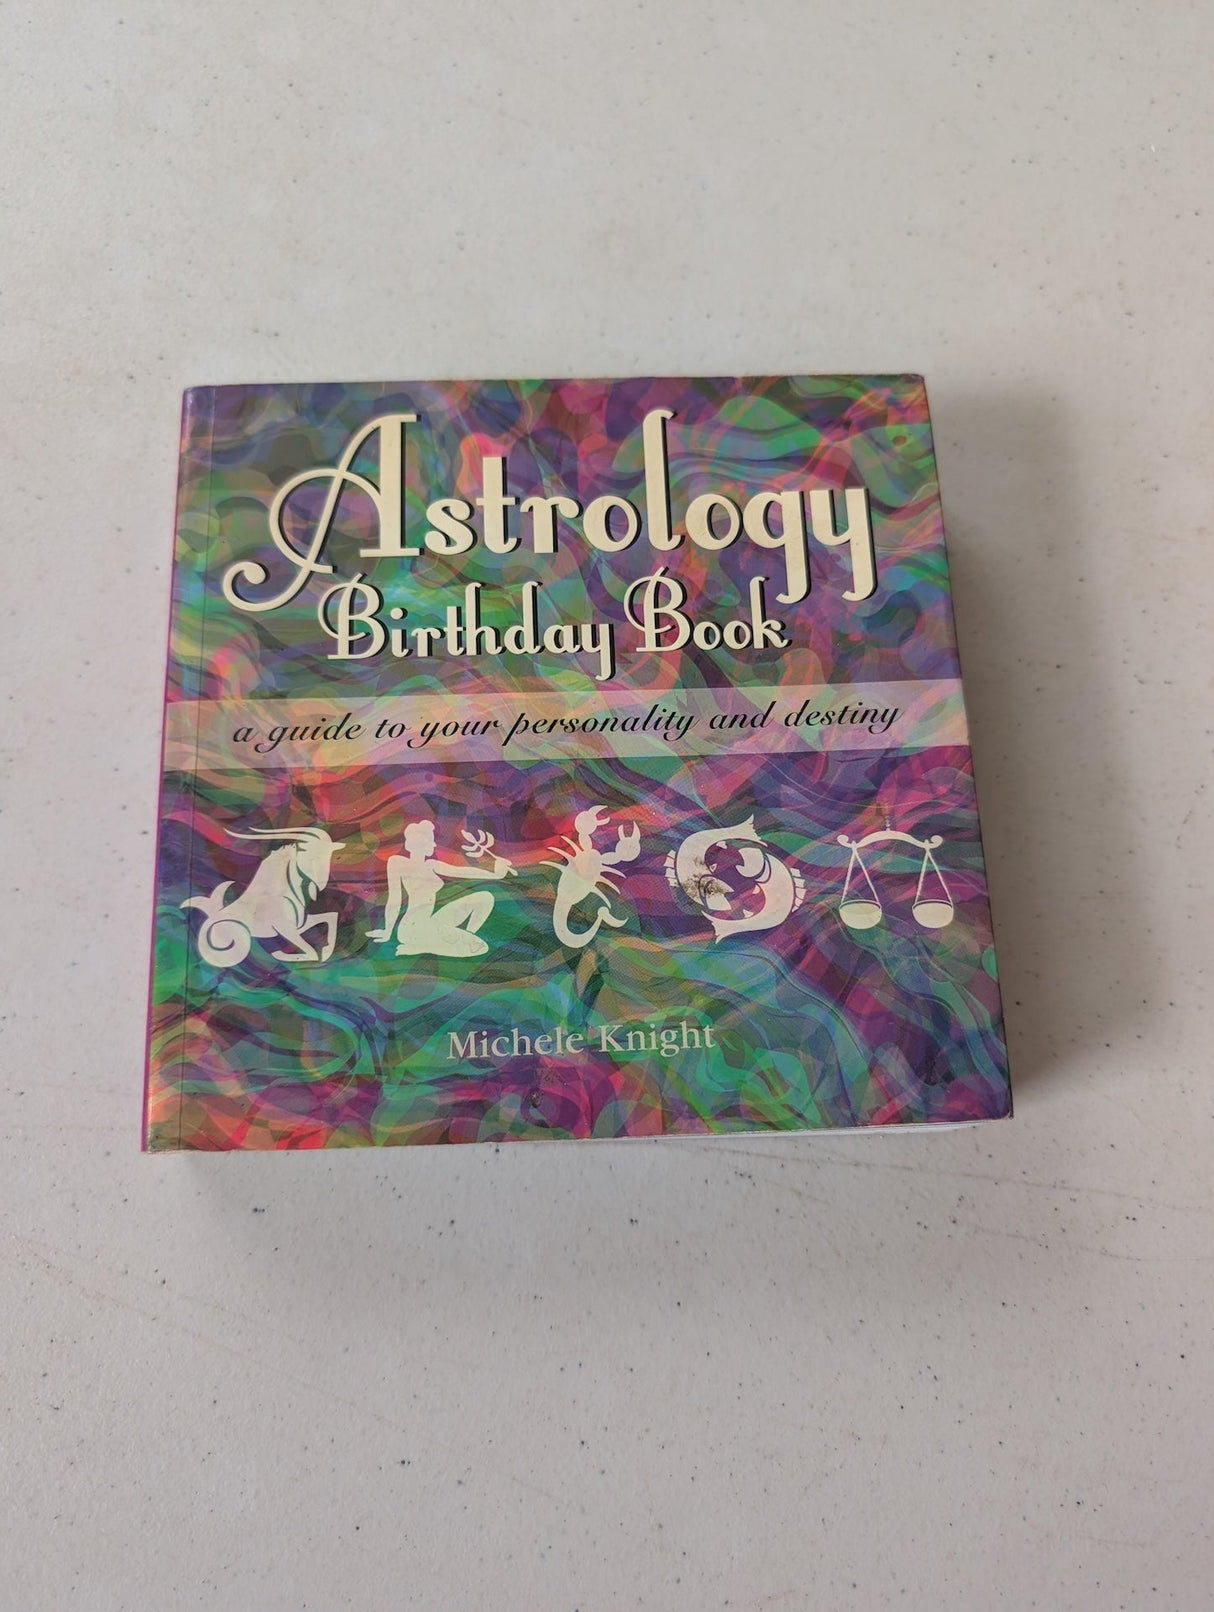 Astrology
Birthday Book
a guide to your personality and destiny
Michele Knight